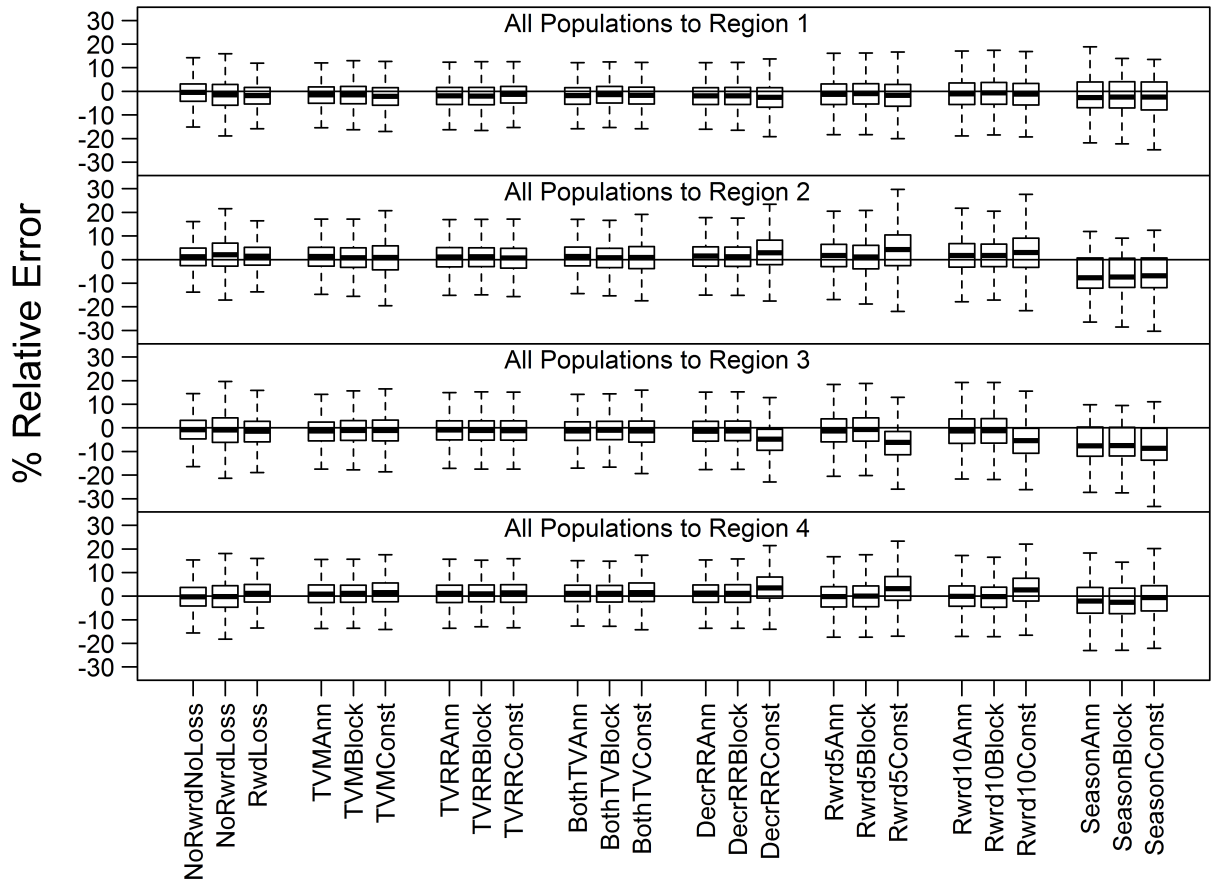 % Relative Error
All Populations to Region 1
30
20
10
0
-10
-20
-30
All Populations to Region 2
30
20
10
0
-10
-20
-30
All Populations to Region 3
30
20
10
0
-10
-20
-30
All Populations to Region 4
30
20
10
0
-10
-20
-30
NoRwrdNoLoss
NoRwrdLoss
RwdLoss
TVMAnn
TVMBlock
TVMConst
TVRRAnn
TVRRBlock
TVRRConst
BothTVAnn
BothTVBlock
BothTVConst
DecrRRAnn
DecrRRBlock
DecrRRConst
Rwrd5Ann
Rwrd5Block
Rwrd5Const
Rwrd10Ann
Rwrd10Block
Rwrd10Const
SeasonAnn
SeasonBlock
SeasonConst